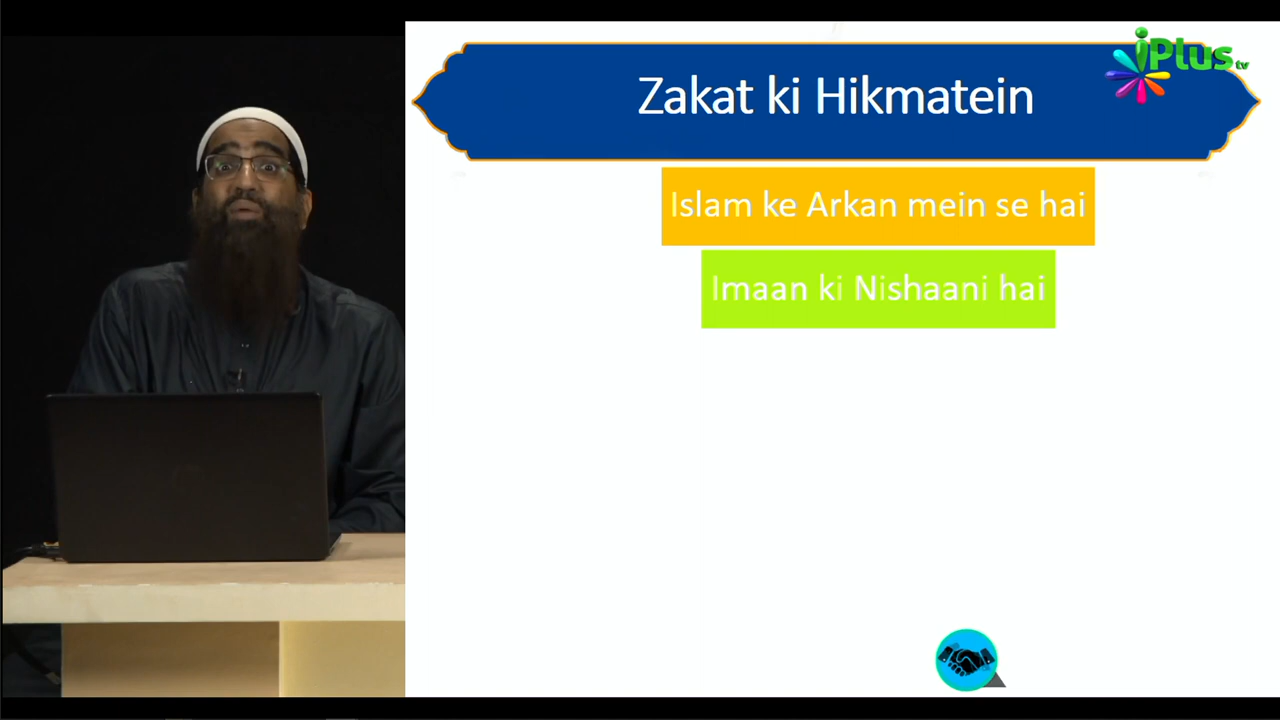 iPlus tv
Zakat ki Hikmatein
Islam ke Arkan mein se hai
Imaan ki Nishaani hai